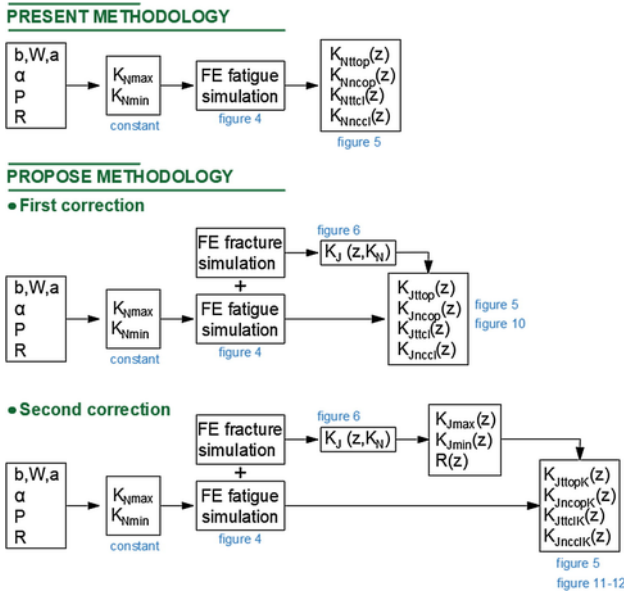 PRESENT METHODOLOGY
b,W,a
α
P
R
KNmax
KNmin
constant
FE fatigue
simulation
figure 4
KNttop(z)
KNncop(z)
KNttcl(z)
KNnccl(z)
figure 5
PROPOSE METHODOLOGY
• First correction
FE fracture
simulation
+
figure 6
KJ (z,KN)
b,W,a
α
P
R
KNmax
KNmin
constant
FE fatigue
simulation
figure 4
KJttop(z)
KJncop(z)
KJttcl(z)
KJnccl(z)
figure 5
figure 10
• Second correction
FE fracture
simulation
+
figure 6
KJ (z,KN)
KJmax(z)
KJmin(z)
R(z)
b,W,a
α
P
R
KNmax
KNmin
constant
FE fatigue
simulation
figure 4
KJttopK(z)
KJncopK(z)
KJttclK(z)
KJncclK(z)
figure 5
figure 11-12